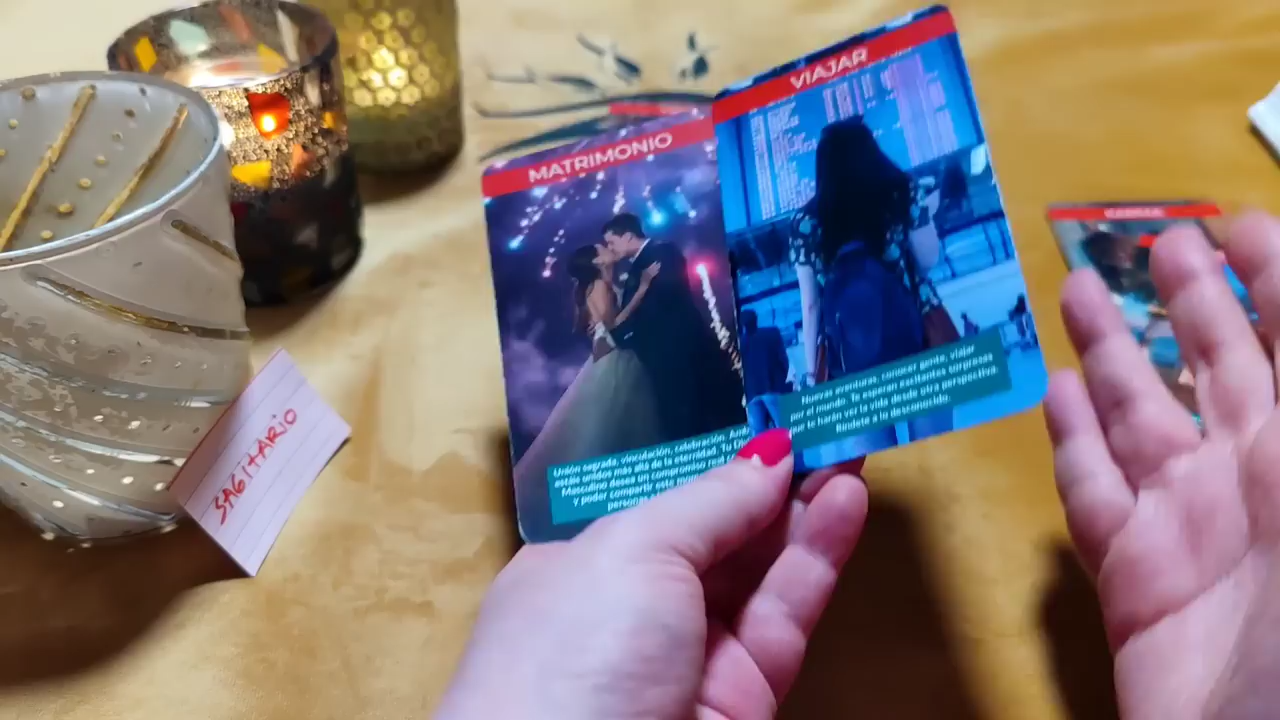 MATRIMONIO
Unión sagrada, vinculación, celebración.
estáis unidos más allá de la eternidad. Tu
Masculino desea un compromiso
y poder compartir este
VIAJAR
Nuevas aventuras, conocer gente, viajar
por el mundo. Te esperan excitantes sorpresas
que te harán ver la vida desde otra perspectiva.
Ríndete a lo desconocido.
SAGITARIO